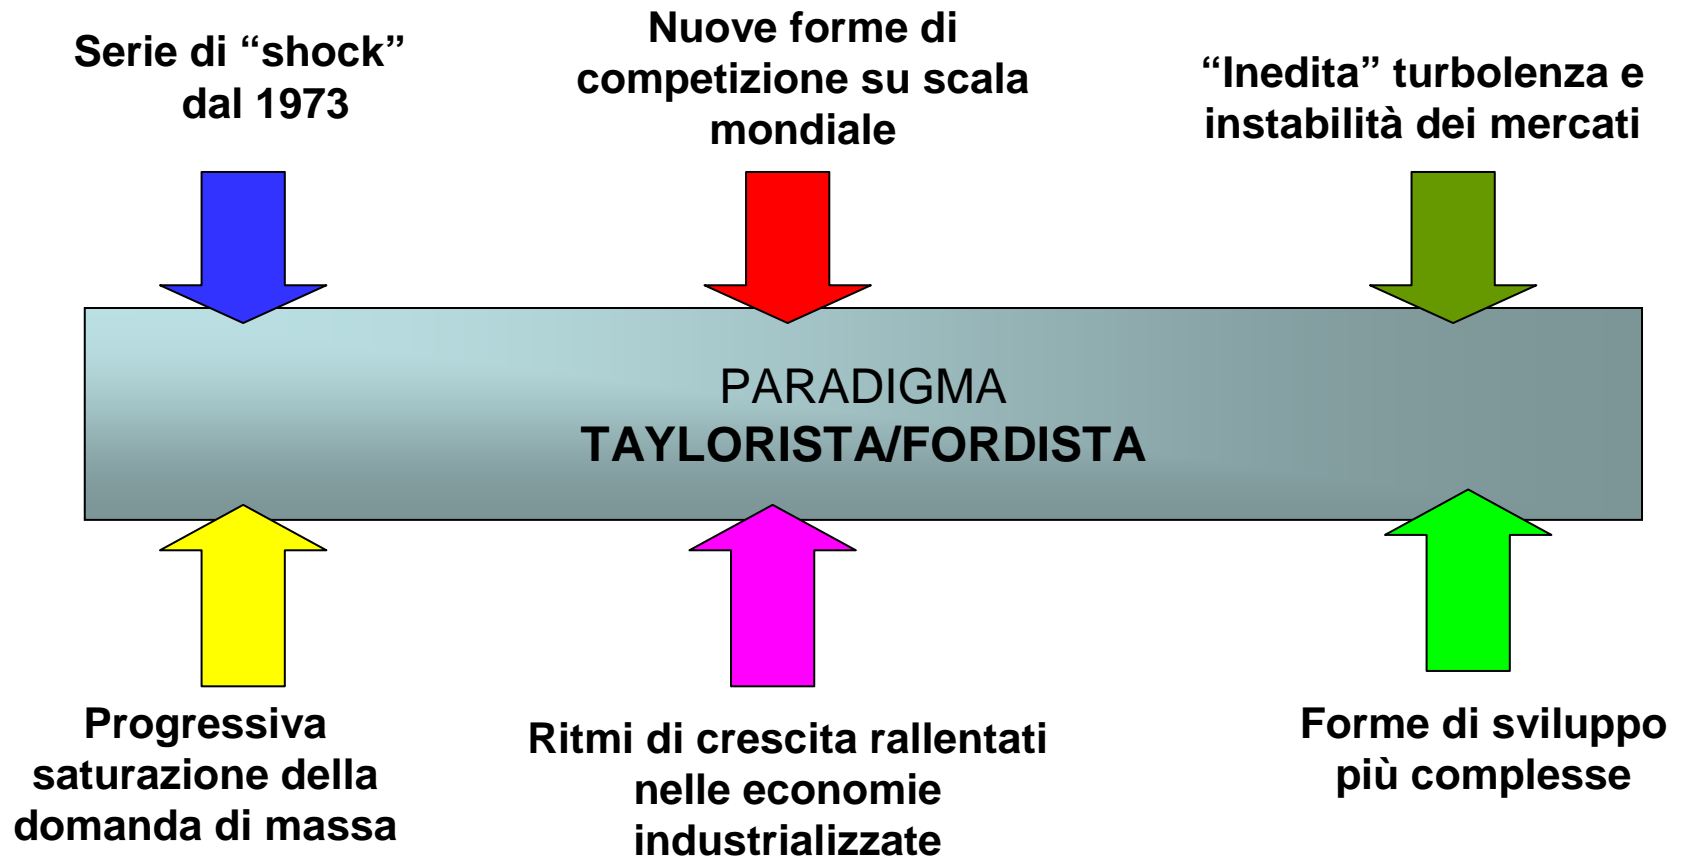 Serie di “shock”
dal 1973
Nuove forme di
competizione su scala
mondiale
“Inedita” turbolenza e
instabilità dei mercati
PARADIGMA
TAYLORISTA/FORDISTA
Progressiva
saturazione della
domanda di massa
Ritmi di crescita rallentati
nelle economie
industrializzate
Forme di sviluppo
più complesse